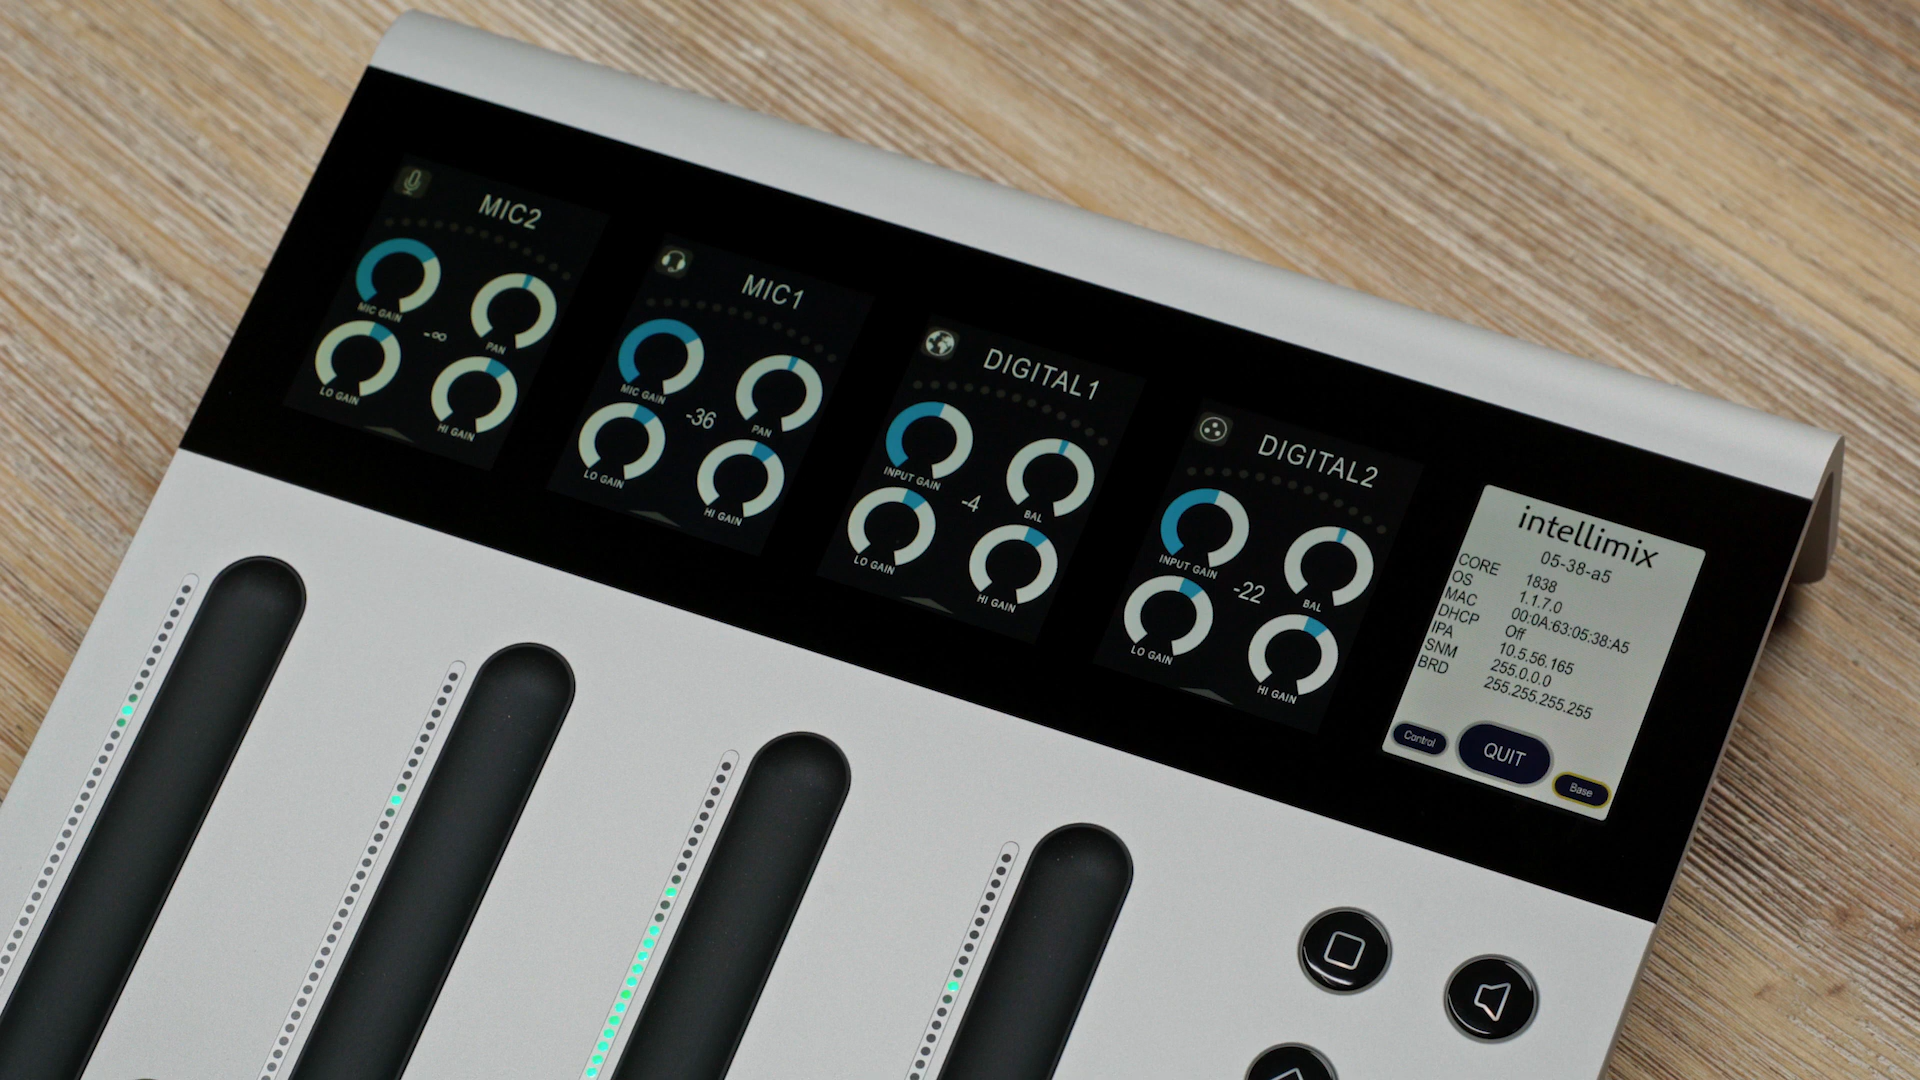 MIC2
MIC GAIN
PAN
-∞
LO GAIN
HI GAIN
MIC1
MIC GAIN
PAN
-36
LO GAIN
HI GAIN
DIGITAL1
INPUT GAIN
BAL
-4
LO GAIN
HI GAIN
DIGITAL2
INPUT GAIN
BAL
-22
LO GAIN
HI GAIN
intellimix
05-38-a5
CORE 1838
OS 1.1.7.0
MAC 00:0A:63:05:38:A5
DHCP Off
IPA 10.5.56.165
SNM 255.0.0.0
BRD 255.255.255.255
Control
QUIT
Base